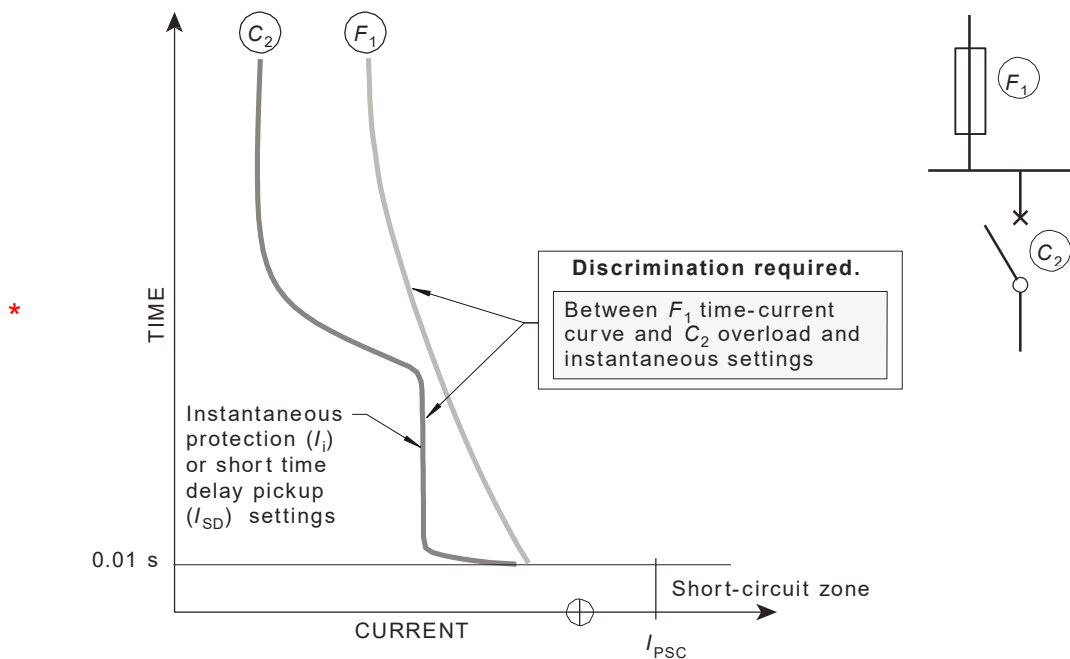 C2
F1
F1
C2
Discrimination required.
Between F1 time-current
curve and C2 overload and
instantaneous settings
*
TIME
Instantaneous
protection (Ii)
or short time
delay pickup
(ISD) settings
0.01 s
Short-circuit zone
CURRENT
IPSC